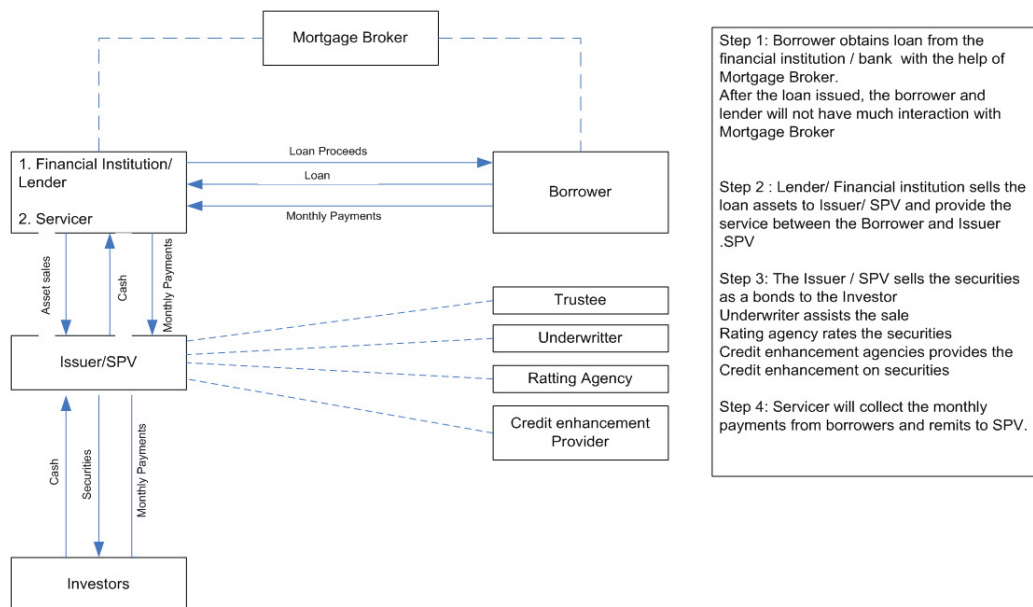 Mortgage Broker
1. Financial Institution/
Lender
2. Servicer
Loan Proceeds
Loan
Monthly Payments
Borrower
Asset sales
Cash
Monthly Payments
Issuer/SPV
Trustee
Underwritter
Ratting Agency
Credit enhancement
Provider
Cash
Securities
Monthly Payments
Investors
Step 1: Borrower obtains loan from the
financial institution / bank with the help of
Mortgage Broker.
After the loan issued, the borrower and
lender will not have much interaction with
Mortgage Broker
Step 2 : Lender/ Financial institution sells the
loan assets to Issuer/ SPV and provide the
service between the Borrower and Issuer
.SPV
Step 3: The Issuer / SPV sells the securities
as a bonds to the Investor
Underwriter assists the sale
Rating agency rates the securities
Credit enhancement agencies provides the
Credit enhancement on securities
Step 4: Servicer will collect the monthly
payments from borrowers and remits to SPV.